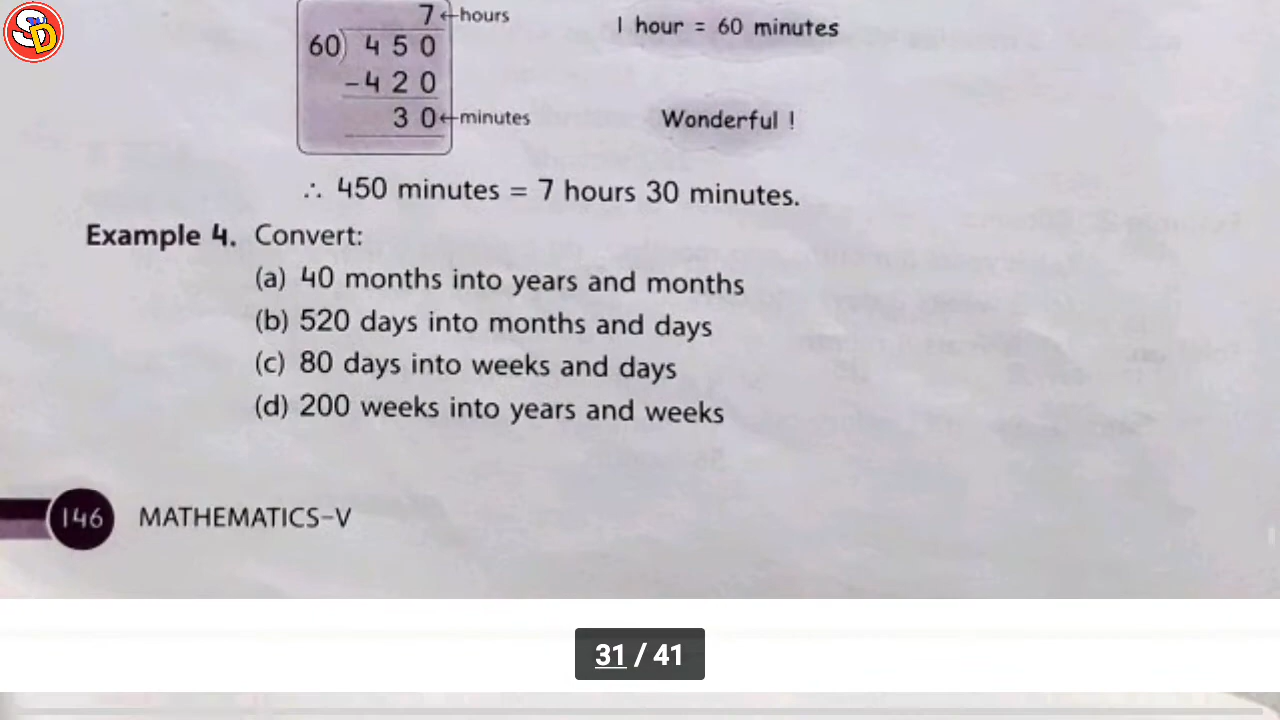 SD
7 ←hours
1 hour = 60 minutes
60) 4 5 0
–4 2 0
3 0 ←minutes
Wonderful !
∴ 450 minutes = 7 hours 30 minutes.
Example 4. Convert:
(a) 40 months into years and months
(b) 520 days into months and days
(c) 80 days into weeks and days
(d) 200 weeks into years and weeks
146 MATHEMATICS–V
31 / 41